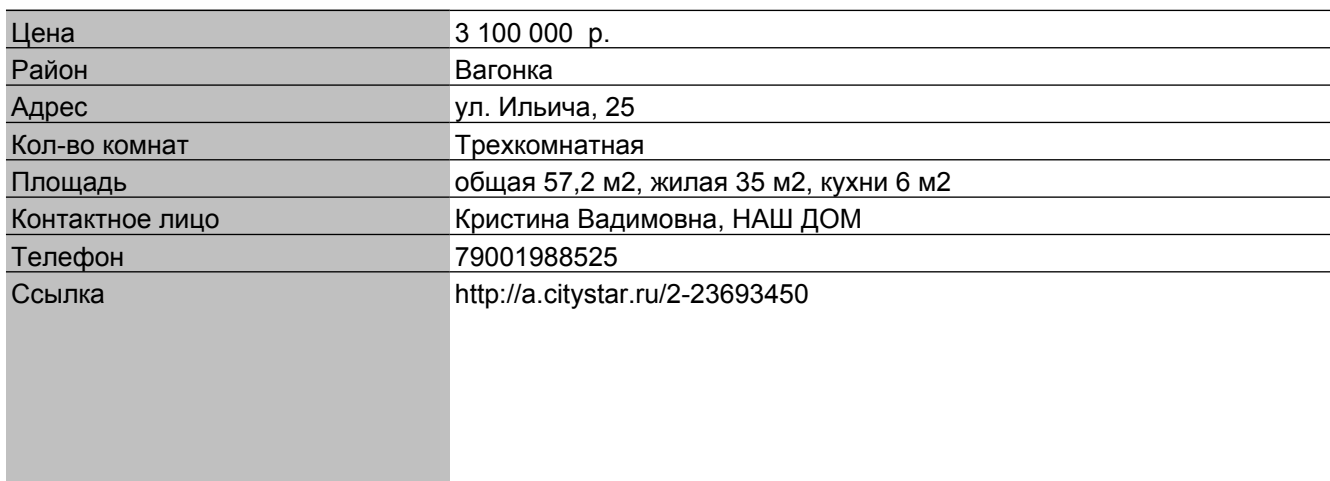 Цена 3 100 000 р.
Район Вагонка
Адрес ул. Ильича, 25
Кол-во комнат Трехкомнатная
Площадь общая 57,2 м2, жилая 35 м2, кухни 6 м2
Контактное лицо Кристина Вадимовна, НАШ ДОМ
Телефон 79001988525
Ссылка http://a.citystar.ru/2-23693450